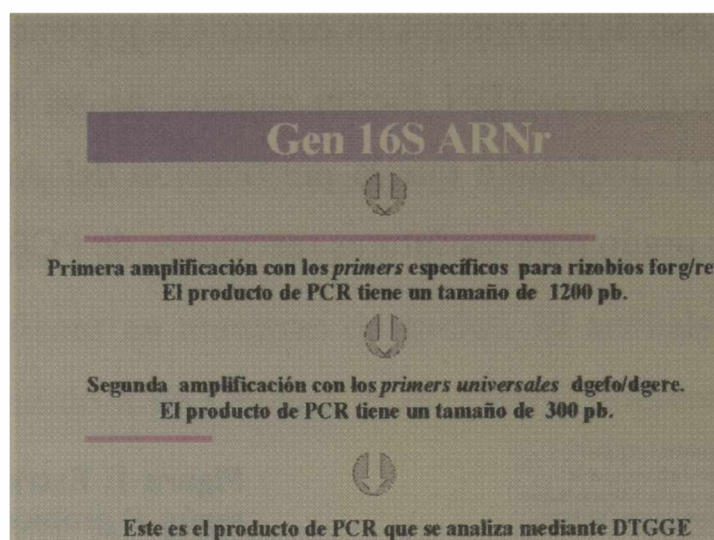 Gen 16S ARNr
Primera amplificación con los primers específicos para rizobios forg/re
El producto de PCR tiene un tamaño de 1200 pb.
Segunda amplificación con los primers universales dgefo/dgere.
El producto de PCR tiene un tamaño de 300 pb.
Este es el producto de PCR que se analiza mediante DTGGE